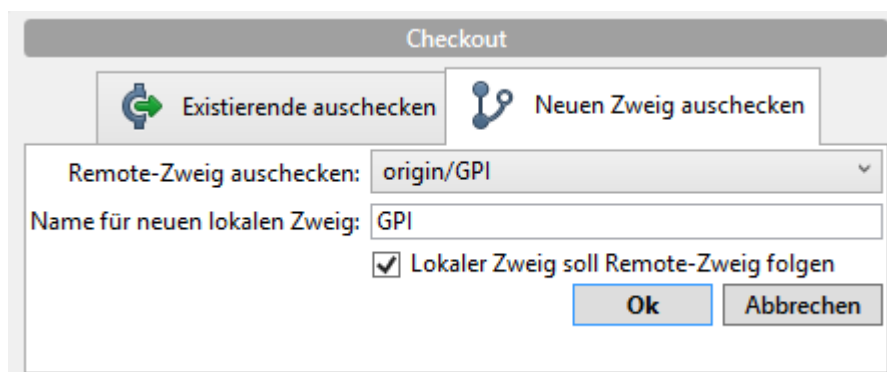 Checkout
Existierende auschecken
Neuen Zweig auschecken
Remote-Zweig auschecken: origin/GPI
Name für neuen lokalen Zweig: GPI
Lokaler Zweig soll Remote-Zweig folgen
Ok Abbrechen